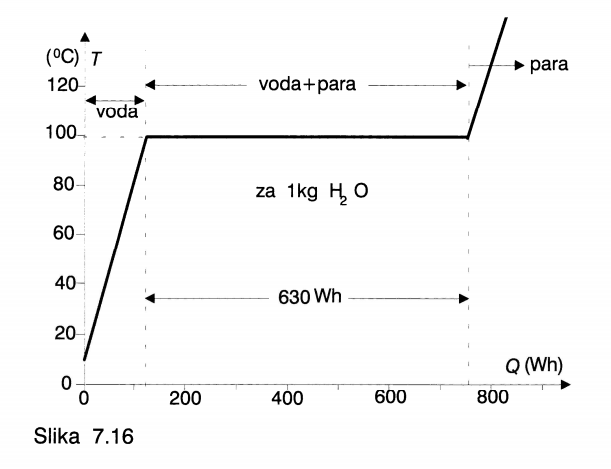 (⁰C) T
para
120
voda+para
voda
100
80
za 1kg H₂O
60
40
630 Wh
20
Q (Wh)
0
0 200 400 600 800
Slika 7.16